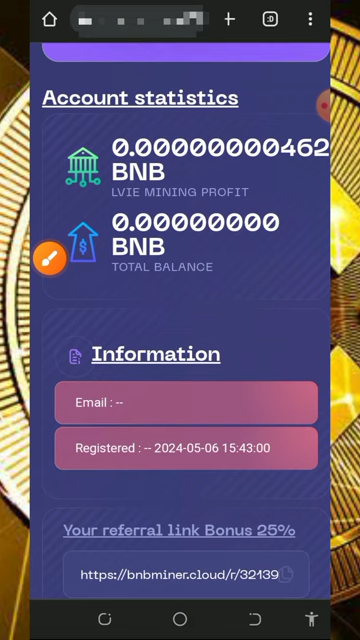 :D
Account statistics
0.00000000462
BNB
LVIE MINING PROFIT
0.00000000
BNB
TOTAL BALANCE
Information
Email : --
Registered : -- 2024-05-06 15:43:00
Your referral link Bonus 25%
https://bnbminer.cloud/r/32139